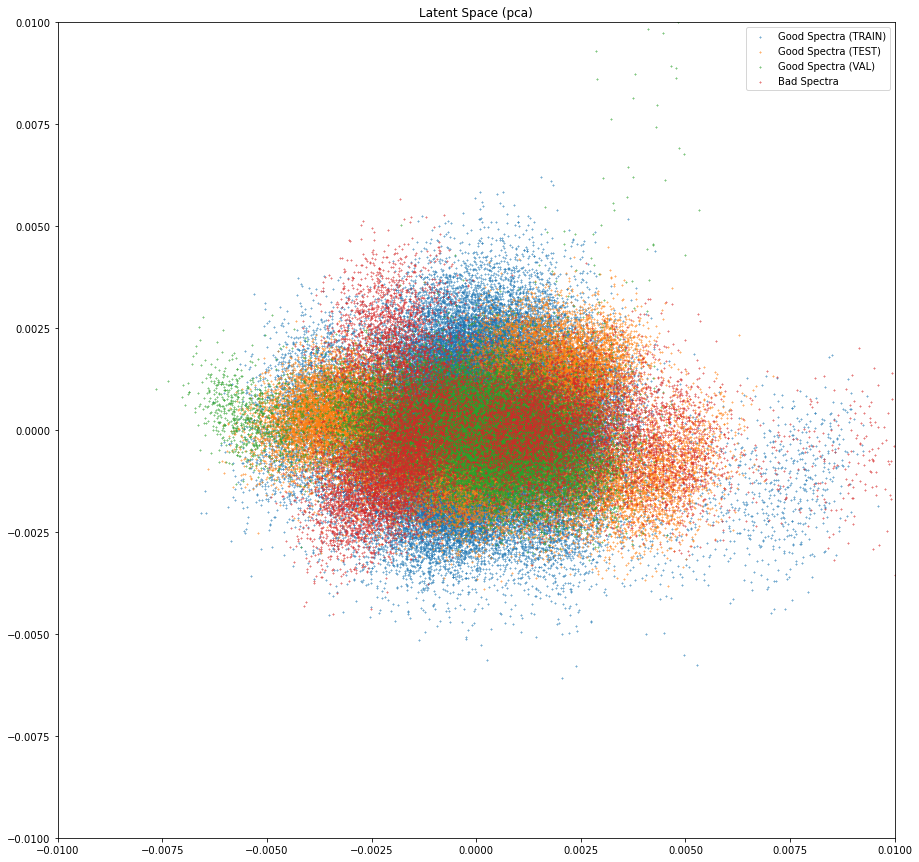 Latent Space (pca)
Good Spectra (TRAIN)
Good Spectra (TEST)
Good Spectra (VAL)
Bad Spectra
0.0100
0.0075
0.0050
0.0025
0.0000
−0.0025
−0.0050
−0.0075
−0.0100
−0.0100 −0.0075 −0.0050 −0.0025 0.0000 0.0025 0.0050 0.0075 0.0100